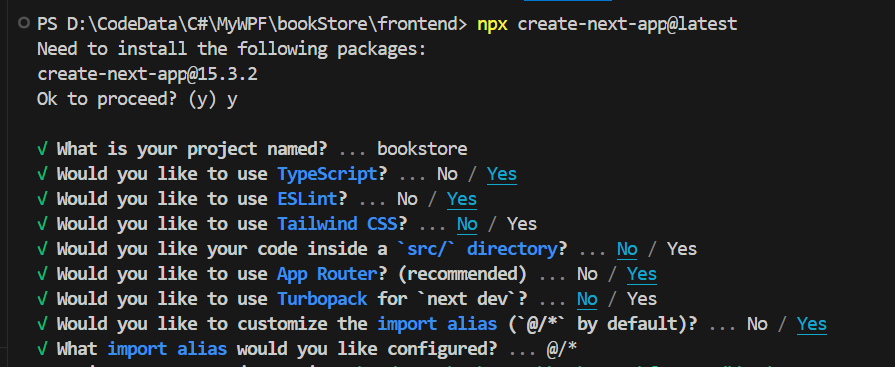 PS D:\CodeData\C#\MyWPF\bookStore\frontend> npx create-next-app@latest
Need to install the following packages:
create-next-app@15.3.2
Ok to proceed? (y) y
√ What is your project named? ... bookstore
√ Would you like to use TypeScript? ... No / Yes
√ Would you like to use ESLint? ... No / Yes
√ Would you like to use Tailwind CSS? ... No / Yes
√ Would you like your code inside a `src/` directory? ... No / Yes
√ Would you like to use App Router? (recommended) ... No / Yes
√ Would you like to use Turbopack for `next dev`? ... No / Yes
√ Would you like to customize the import alias (`@/*` by default)? ... No / Yes
√ What import alias would you like configured? ... @/*